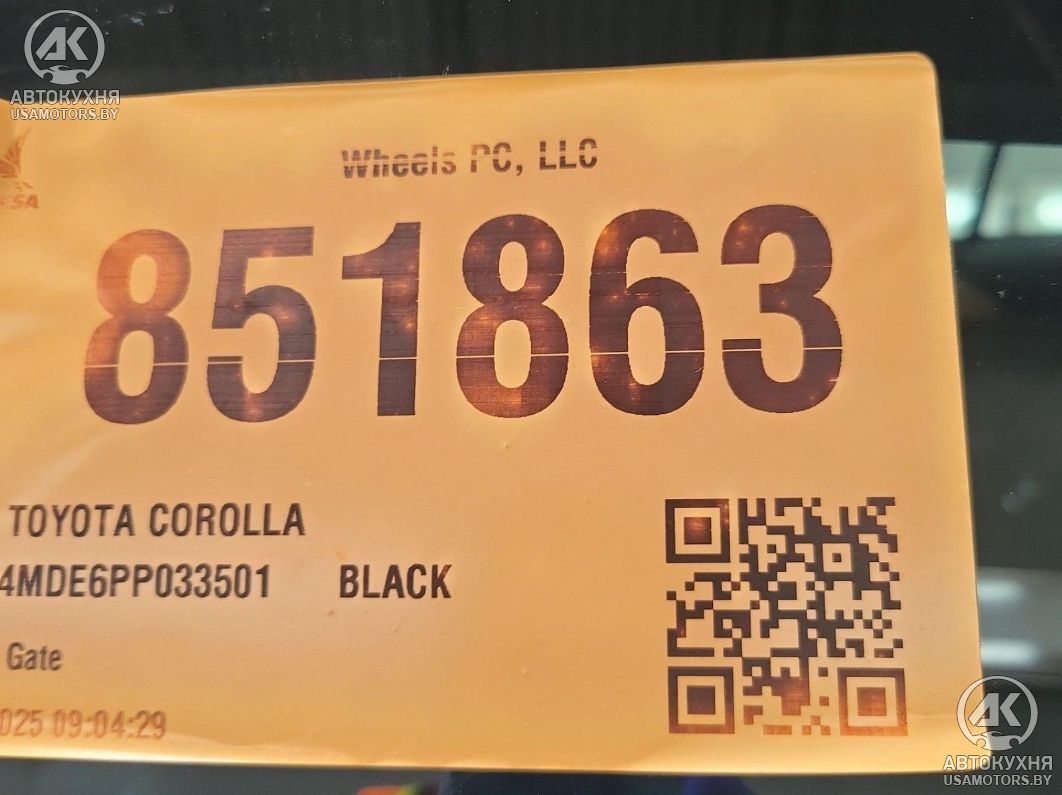 АВТОКУХНЯ
USAMOTORS.BY
Wheels PC, LLC
851863
TOYOTA COROLLA
4MDE6PP033501 BLACK
Gate
025 09:04:29
АВТОКУХНЯ
USAMOTORS.BY